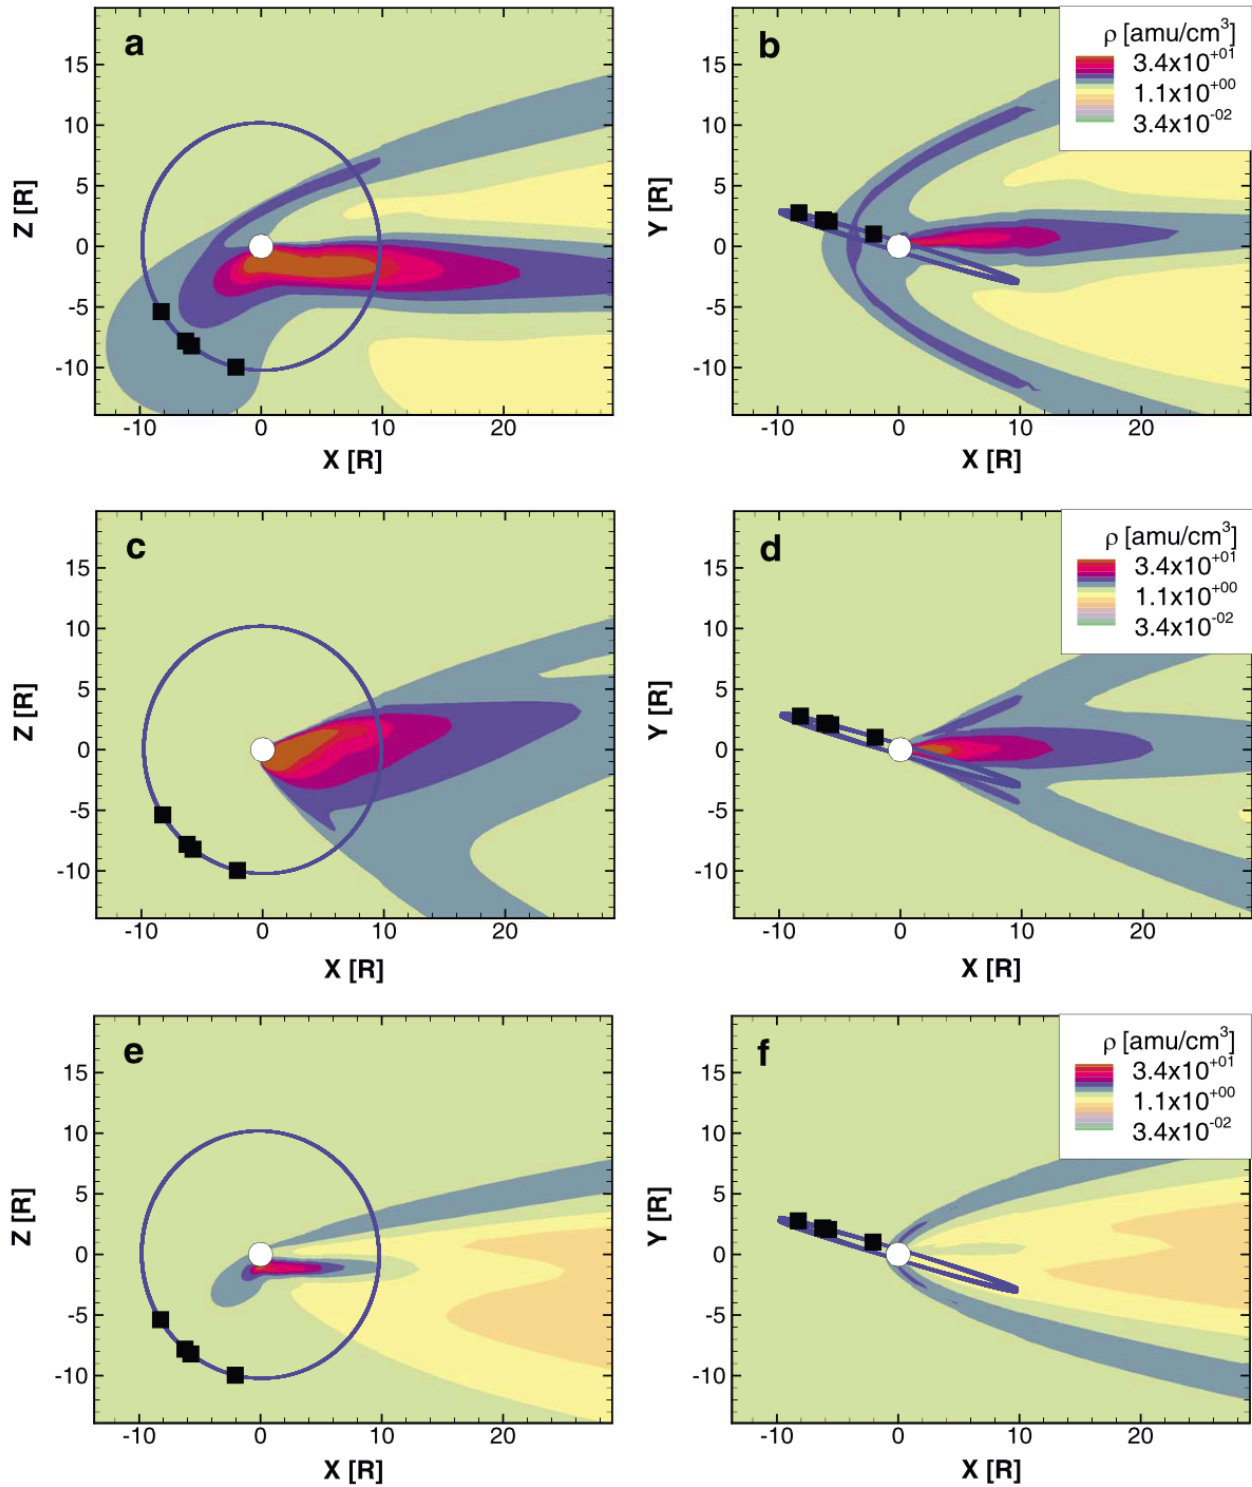 a
15
10
5
0
-5
-10
Z [R]
-10 0 10 20
X [R]
b
ρ [amu/cm³]
3.4x10⁺⁰¹
1.1x10⁺⁰⁰
3.4x10⁻⁰²
15
10
5
0
-5
-10
Y [R]
-10 0 10 20
X [R]
c
15
10
5
0
-5
-10
Z [R]
-10 0 10 20
X [R]
d
ρ [amu/cm³]
3.4x10⁺⁰¹
1.1x10⁺⁰⁰
3.4x10⁻⁰²
15
10
5
0
-5
-10
Y [R]
-10 0 10 20
X [R]
e
15
10
5
0
-5
-10
Z [R]
-10 0 10 20
X [R]
f
ρ [amu/cm³]
3.4x10⁺⁰¹
1.1x10⁺⁰⁰
3.4x10⁻⁰²
15
10
5
0
-5
-10
Y [R]
-10 0 10 20
X [R]